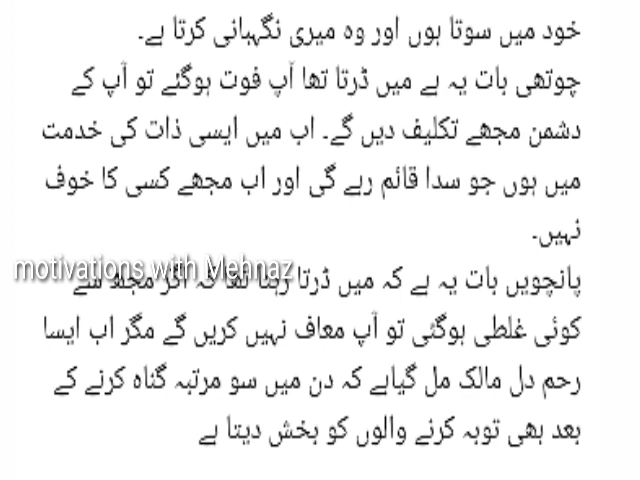 خود میں سوتا ہوں اور وہ میری نگہبانی کرتا ہے۔
چوتھی بات یہ ہے میں ڈرتا تھا آپ فوت ہوگئے تو آپ کے
دشمن مجھے تکلیف دیں گے۔ اب میں ایسی ذات کی خدمت
میں ہوں جو سدا قائم رہے گی اور اب مجھے کسی کا خوف
نہیں۔
motivations with Mehnaz
پانچویں بات یہ ہے کہ میں ڈرتا رہتا تھا کہ اگر مجھ سے
کوئی غلطی ہوگئی تو آپ معاف نہیں کریں گے مگر اب ایسا
رحم دل مالک مل گیاہے کہ دن میں سو مرتبہ گناہ کرنے کے
بعد بھی توبہ کرنے والوں کو بخش دیتا ہے